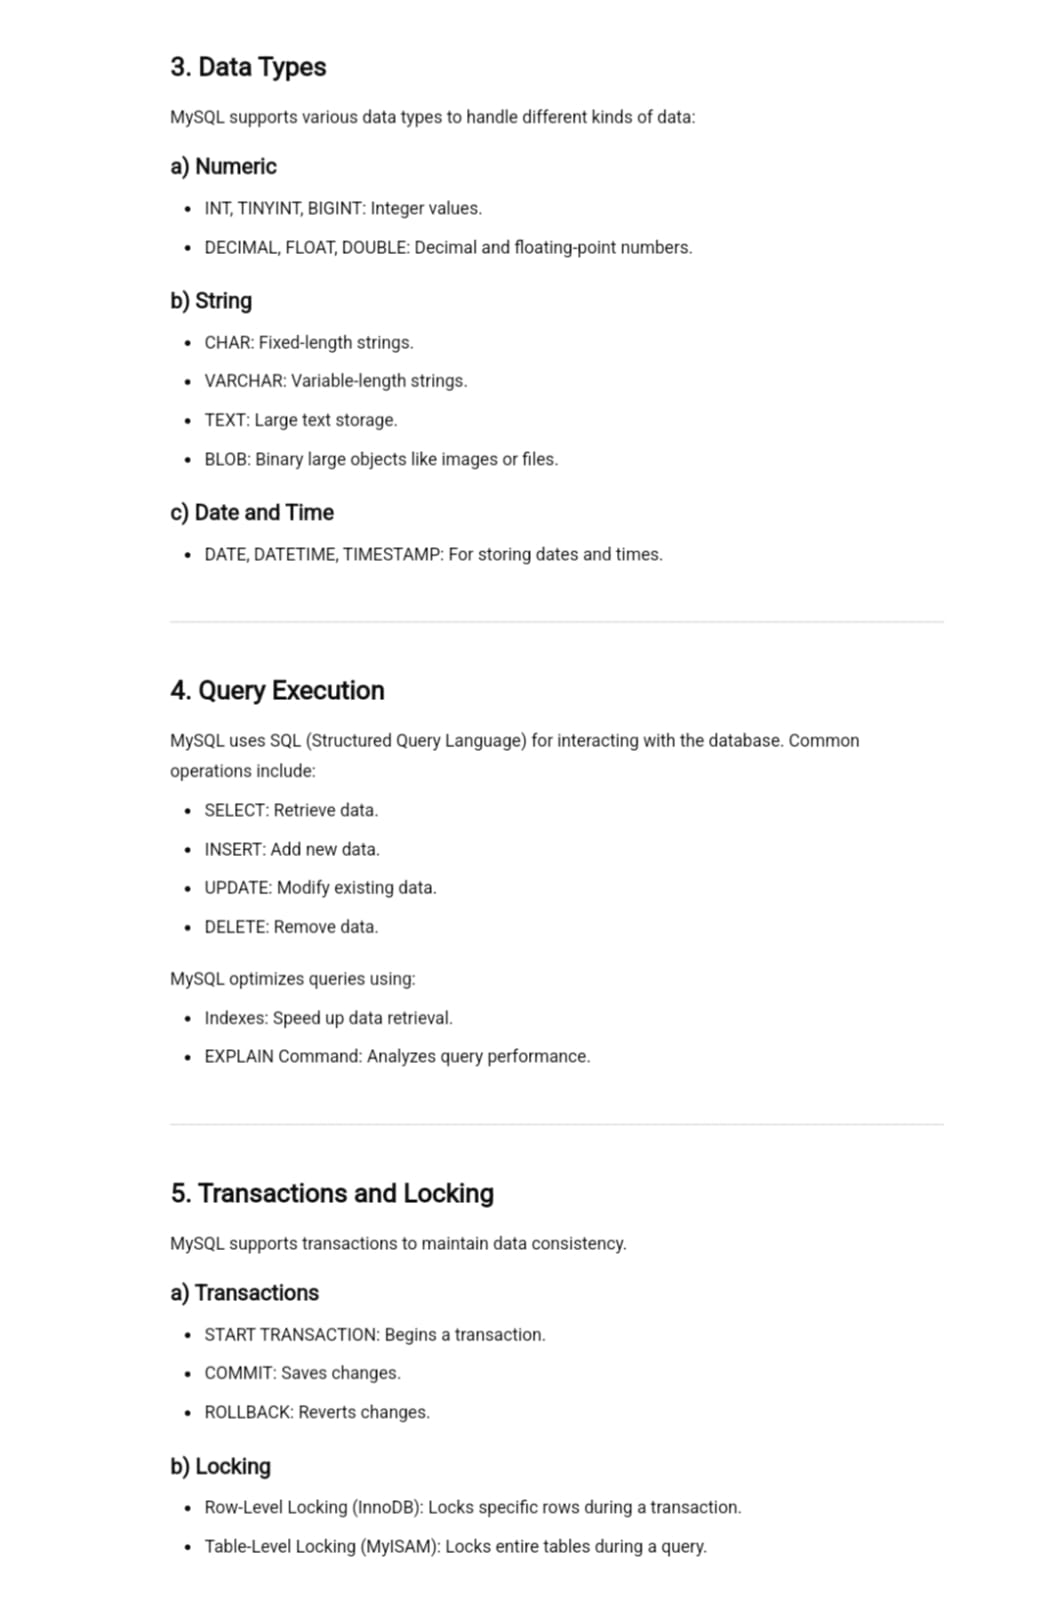 3. Data Types
MySQL supports various data types to handle different kinds of data:
a) Numeric
• INT, TINYINT, BIGINT: Integer values.
• DECIMAL, FLOAT, DOUBLE: Decimal and floating-point numbers.
b) String
• CHAR: Fixed-length strings.
• VARCHAR: Variable-length strings.
• TEXT: Large text storage.
• BLOB: Binary large objects like images or files.
c) Date and Time
• DATE, DATETIME, TIMESTAMP: For storing dates and times.
4. Query Execution
MySQL uses SQL (Structured Query Language) for interacting with the database. Common
operations include:
• SELECT: Retrieve data.
• INSERT: Add new data.
• UPDATE: Modify existing data.
• DELETE: Remove data.
MySQL optimizes queries using:
• Indexes: Speed up data retrieval.
• EXPLAIN Command: Analyzes query performance.
5. Transactions and Locking
MySQL supports transactions to maintain data consistency.
a) Transactions
• START TRANSACTION: Begins a transaction.
• COMMIT: Saves changes.
• ROLLBACK: Reverts changes.
b) Locking
• Row-Level Locking (InnoDB): Locks specific rows during a transaction.
• Table-Level Locking (MyISAM): Locks entire tables during a query.